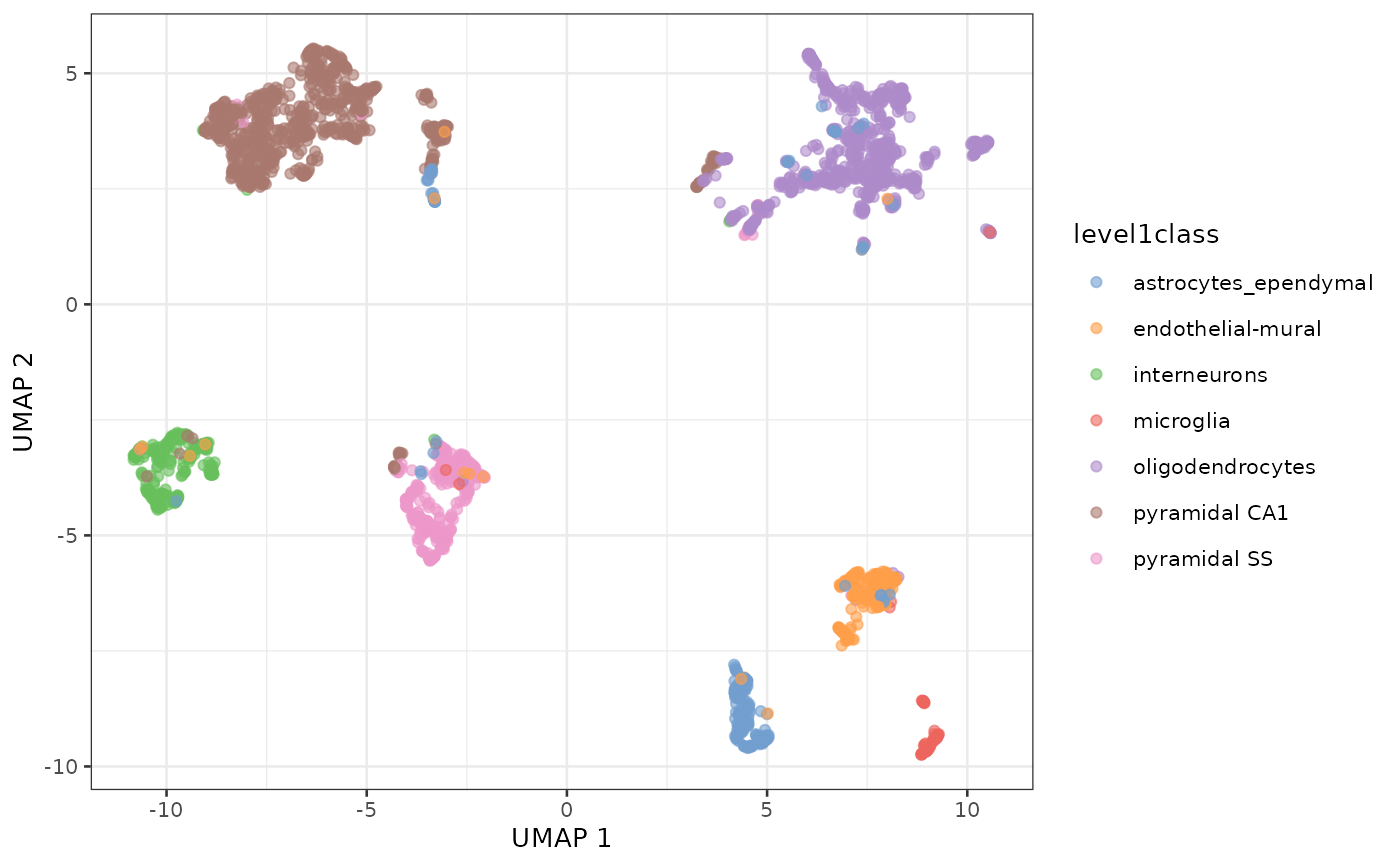 5
0
-5
-10
UMAP 2
-10
-5
0
5
10
UMAP 1
level1class
astrocytes_ependymal
endothelial-mural
interneurons
microglia
oligodendrocytes
pyramidal CA1
pyramidal SS